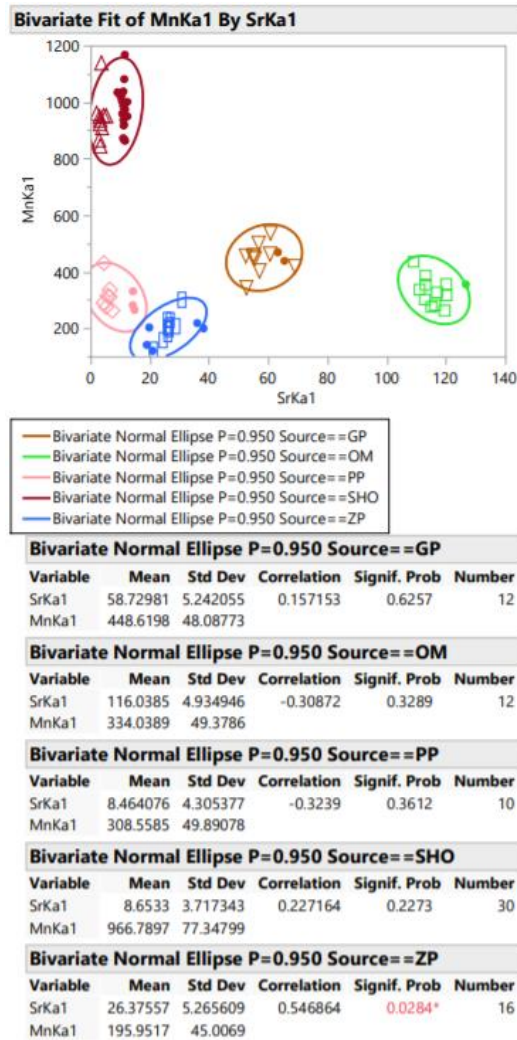 Bivariate Fit of MnKa1 By SrKa1
1200
1000
800
600
400
200
MnKa1
0 20 40 60 80 100 120 140
SrKa1
Bivariate Normal Ellipse P=0.950 Source==GP
Bivariate Normal Ellipse P=0.950 Source==OM
Bivariate Normal Ellipse P=0.950 Source==PP
Bivariate Normal Ellipse P=0.950 Source==SHO
Bivariate Normal Ellipse P=0.950 Source==ZP
Bivariate Normal Ellipse P=0.950 Source==GP
Variable Mean Std Dev Correlation Signif. Prob Number
SrKa1 58.72981 5.242055 0.157153 0.6257 12
MnKa1 448.6198 48.08773
Bivariate Normal Ellipse P=0.950 Source==OM
Variable Mean Std Dev Correlation Signif. Prob Number
SrKa1 116.0385 4.934946 -0.30872 0.3289 12
MnKa1 334.0389 49.3786
Bivariate Normal Ellipse P=0.950 Source==PP
Variable Mean Std Dev Correlation Signif. Prob Number
SrKa1 8.464076 4.305377 -0.3239 0.3612 10
MnKa1 308.5585 49.89078
Bivariate Normal Ellipse P=0.950 Source==SHO
Variable Mean Std Dev Correlation Signif. Prob Number
SrKa1 8.6533 3.717343 0.227164 0.2273 30
MnKa1 966.7897 77.34799
Bivariate Normal Ellipse P=0.950 Source==ZP
Variable Mean Std Dev Correlation Signif. Prob Number
SrKa1 26.37557 5.265609 0.546864 0.0284* 16
MnKa1 195.9517 45.0069